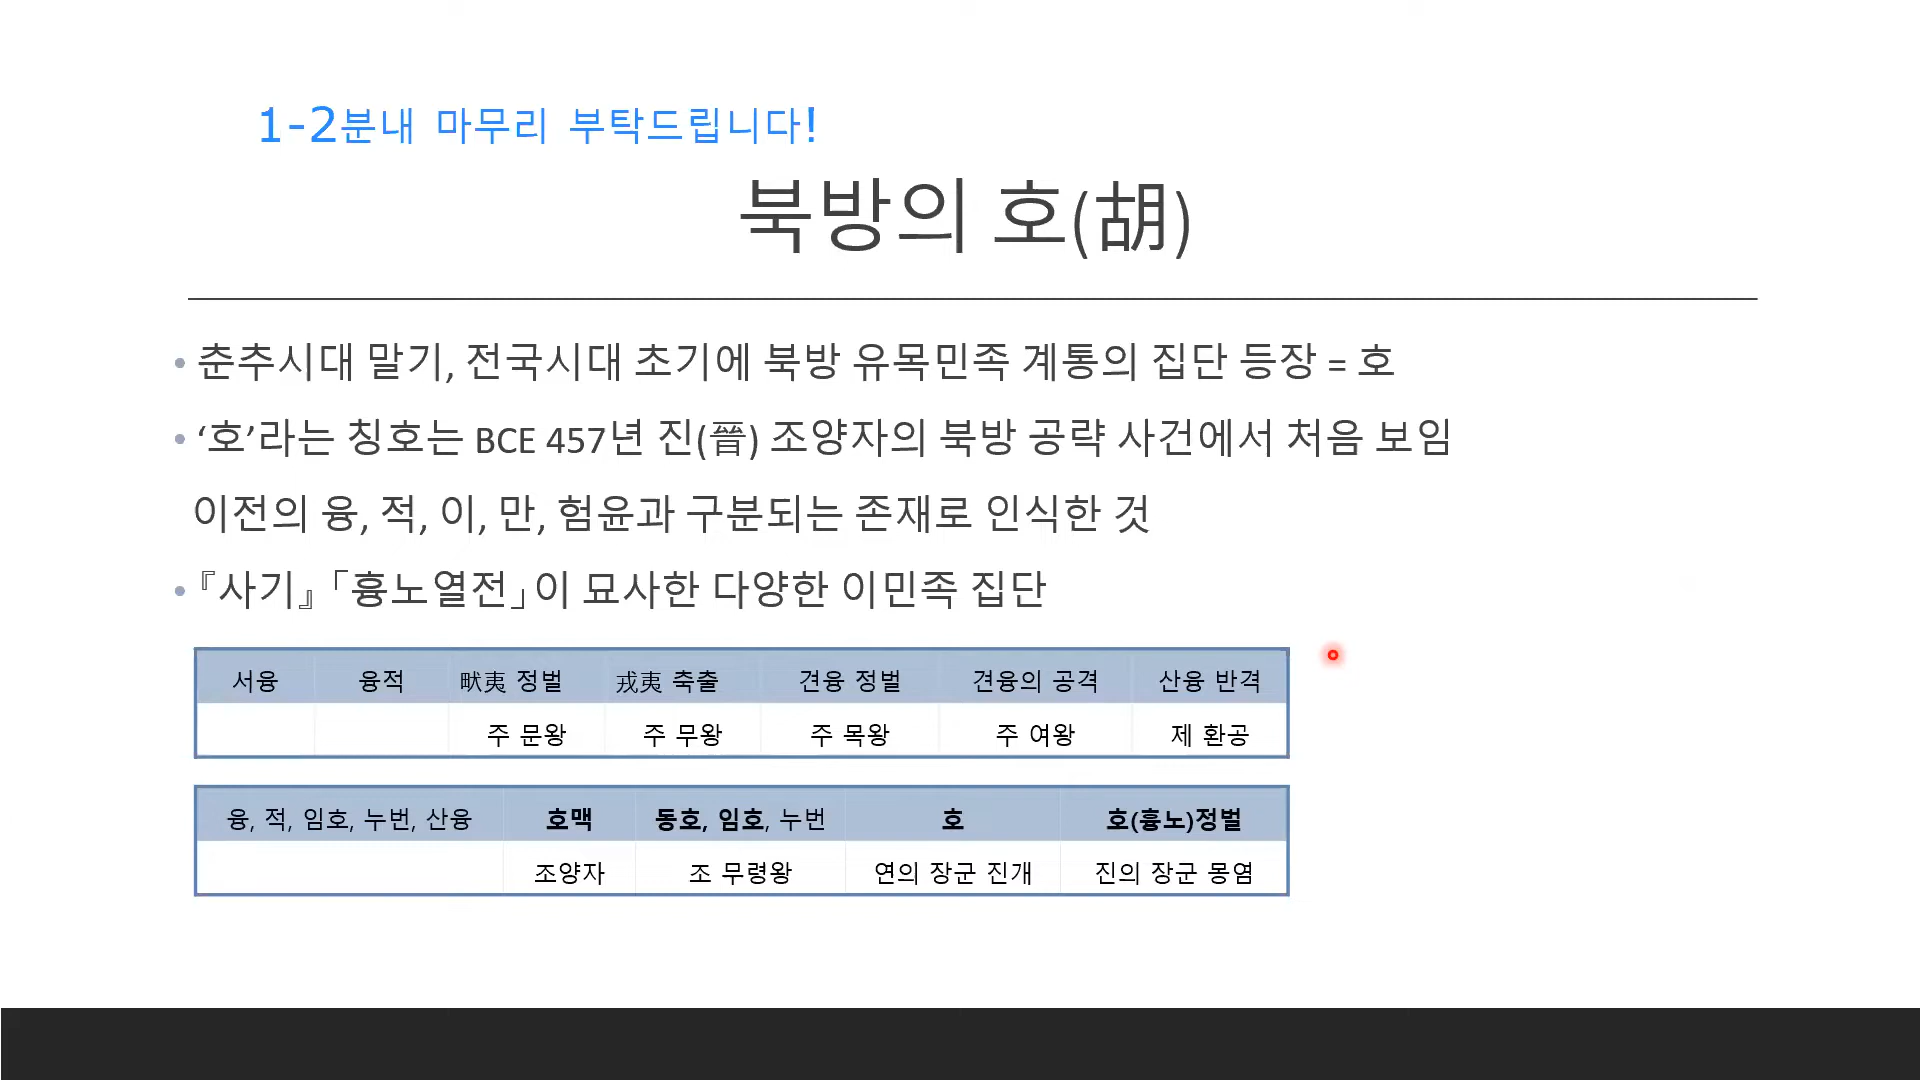 1-2분내 마무리 부탁드립니다!
북방의 호(胡)
• 춘추시대 말기, 전국시대 초기에 북방 유목민족 계통의 집단 등장 = 호
• ‘호’라는 칭호는 BCE 457년 진(晉) 조양자의 북방 공략 사건에서 처음 보임
이전의 융, 적, 이, 만, 험윤과 구분되는 존재로 인식한 것
• 『사기』 「흉노열전」이 묘사한 다양한 이민족 집단
서융 융적 畎夷 정벌 戎夷 축출 견융 정벌 견융의 공격 산융 반격
주 문왕 주 무왕 주 목왕 주 여왕 제 환공
융, 적, 임호, 누번, 산융 호맥 동호, 임호, 누번 호 호(흉노)정벌
조양자 조 무령왕 연의 장군 진개 진의 장군 몽염